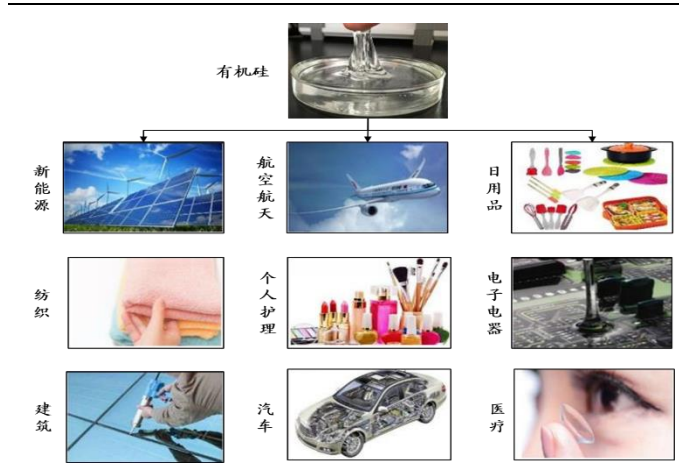 有机硅
新能源
航空航天
日用品
纺织
个人护理
电子电器
建筑
汽车
医疗